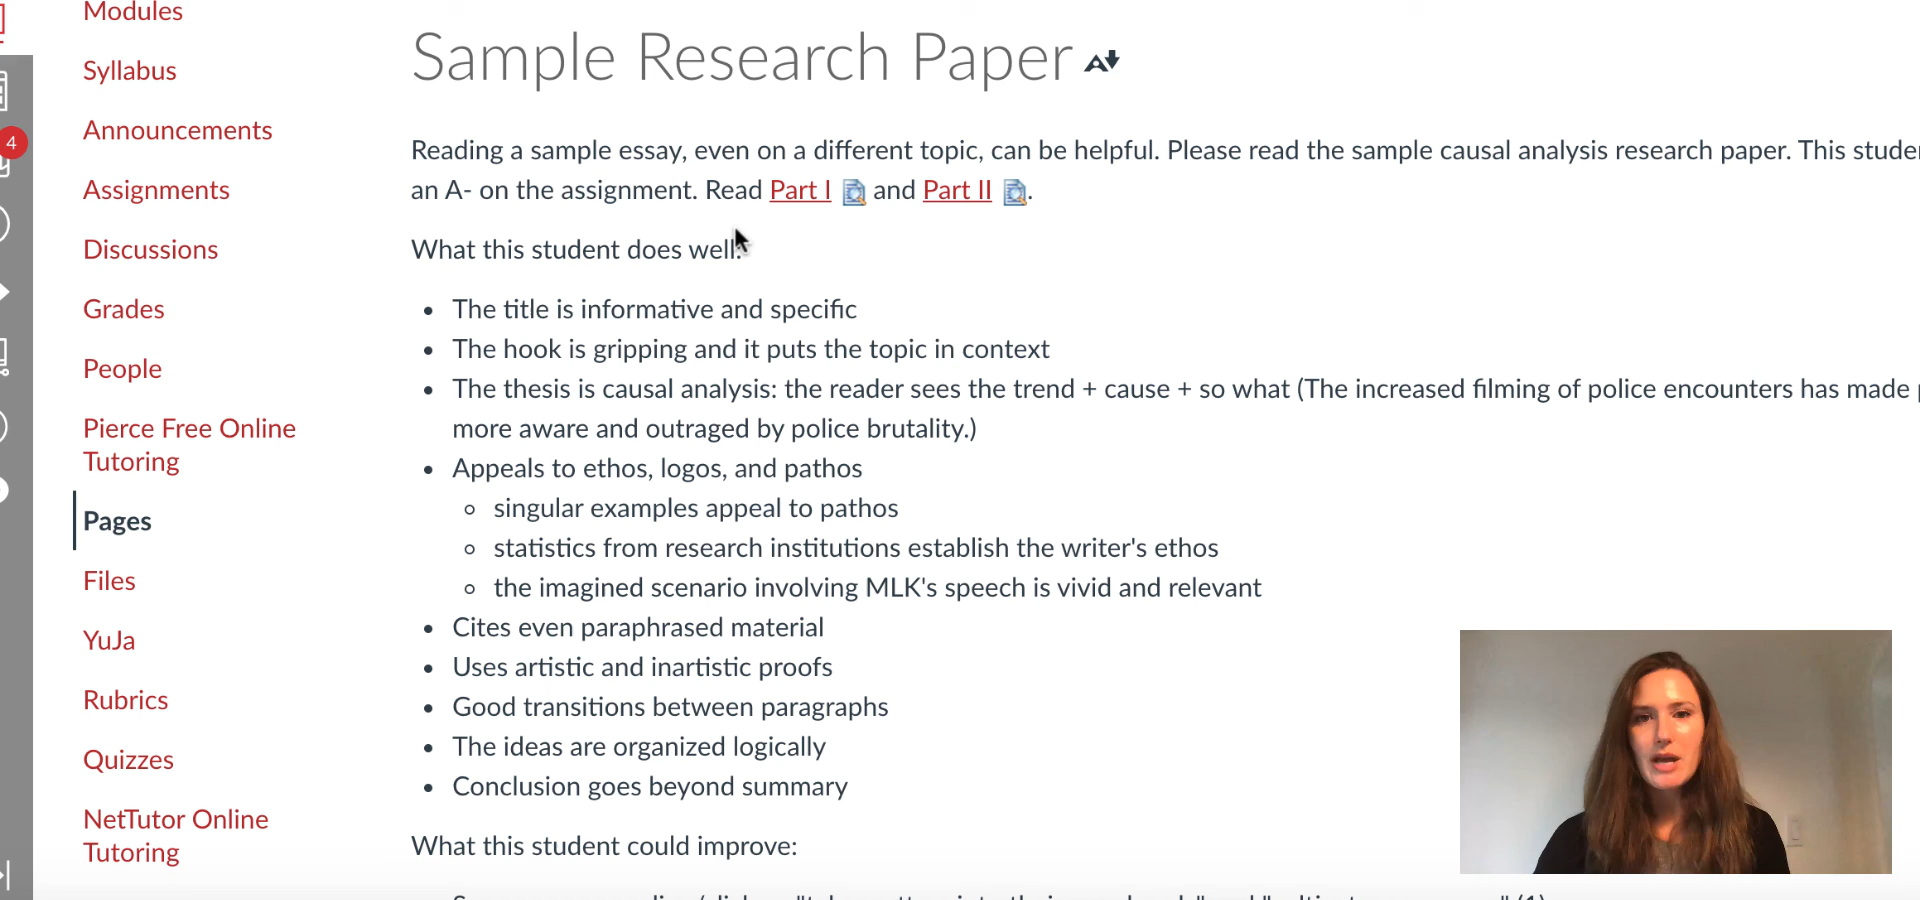 Modules
Syllabus
Announcements
4
Assignments
Discussions
Grades
People
Pierce Free Online
Tutoring
Pages
Files
YuJa
Rubrics
Quizzes
NetTutor Online
Tutoring
Sample Research Paper
Reading a sample essay, even on a different topic, can be helpful. Please read the sample causal analysis research paper. This
an A- on the assignment. Read Part I and Part II.
What this student does well:
• The title is informative and specific
• The hook is gripping and it puts the topic in context
• The thesis is causal analysis: the reader sees the trend + cause + so what (The increased filming of police encounters has made
more aware and outraged by police brutality.)
• Appeals to ethos, logos, and pathos
◦ singular examples appeal to pathos
◦ statistics from research institutions establish the writer's ethos
◦ the imagined scenario involving MLK's speech is vivid and relevant
• Cites even paraphrased material
• Uses artistic and inartistic proofs
• Good transitions between paragraphs
• The ideas are organized logically
• Conclusion goes beyond summary
What this student could improve: